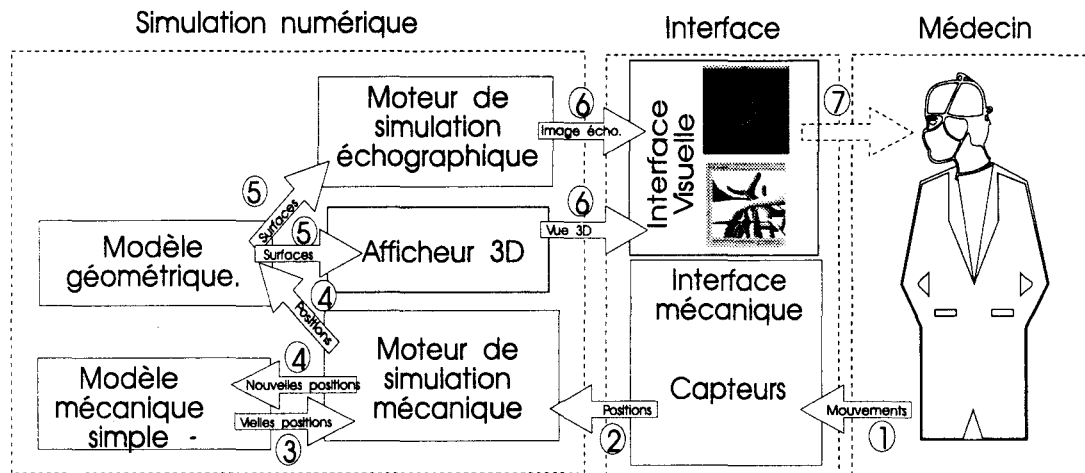 Simulation numérique
Interface
Médecin
Moteur de
simulation
échographique
6
Image écho.
Interface
Visuelle
7
5
Surfaces
5
Surfaces
Modèle
géométrique.
Afficheur 3D
6
Vue 3D
Interface
mécanique
Capteurs
4
Positions
Moteur de
simulation
mécanique
4
Nouvelles positions
Modèle
mécanique
simple -
Vielles positions
3
Positions
2
Mouvements
1